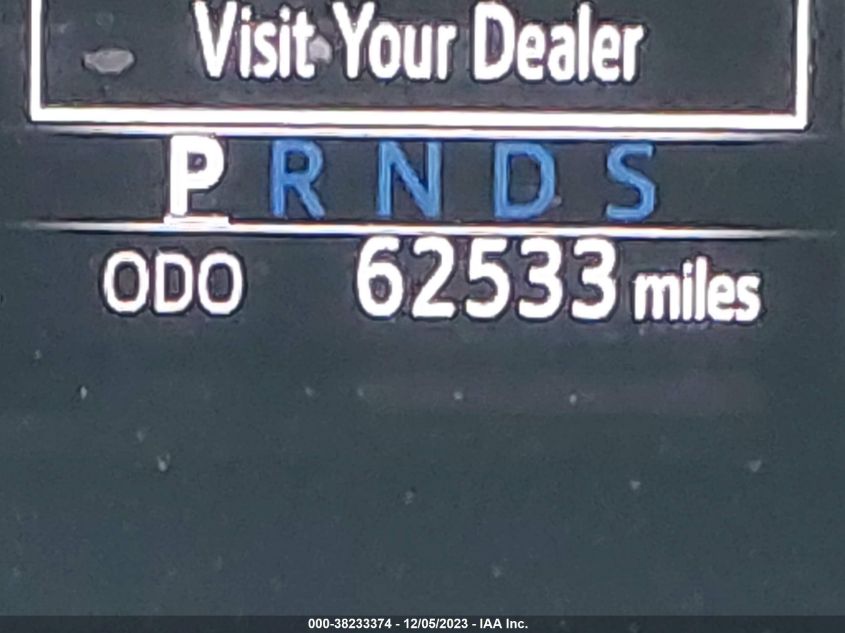 Visit Your Dealer
P R N D S
ODO 62533 miles
000-38233374 - 12/05/2023 - IAA Inc.